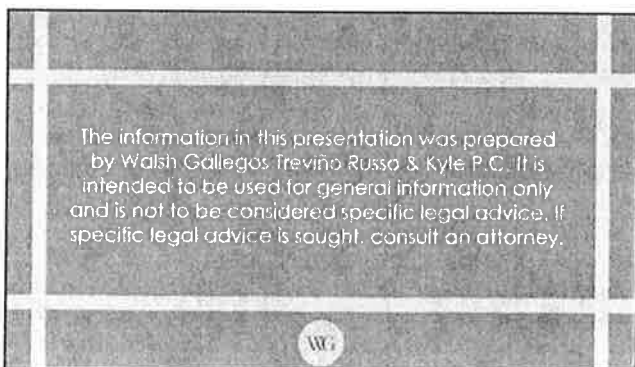 The information in this presentation was prepared
by Walsh Gallegos Treviño Russo & Kyle P.C. It is
intended to be used for general information only
and is not to be considered specific legal advice. If
specific legal advice is sought, consult an attorney.
WG